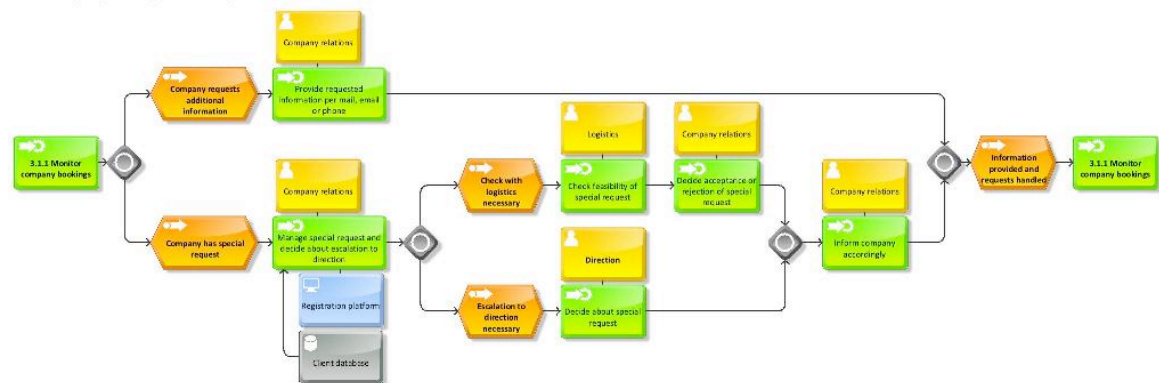 Company relations
Company requests
additional
information
Provide requested
information per mail, email
or phone
3.1.1 Monitor
company bookings
Company relations
Company has special
request
Manage special request and
decide about escalation to
direction
Registration platform
Client database
Logistics
Company relations
Check with
logistics
necessary
Check feasibility of
special request
Decide acceptance or
rejection of special
request
Direction
Escalation to
direction
necessary
Decide about special
request
Company relations
Inform company
accordingly
Information
provided and
requests handled
3.1.1 Monitor
company bookings